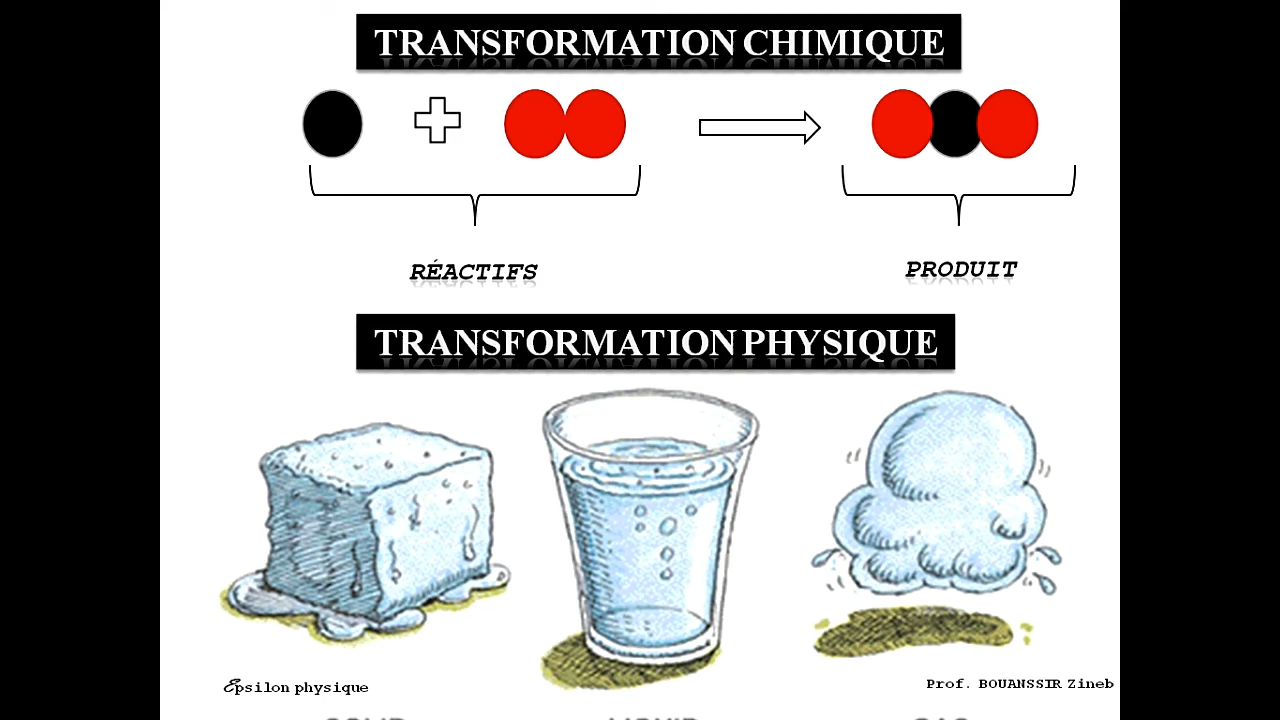 TRANSFORMATION CHIMIQUE
RÉACTIFS
PRODUIT
TRANSFORMATION PHYSIQUE
Epsilon physique
Prof. BOUANSSIR Zineb